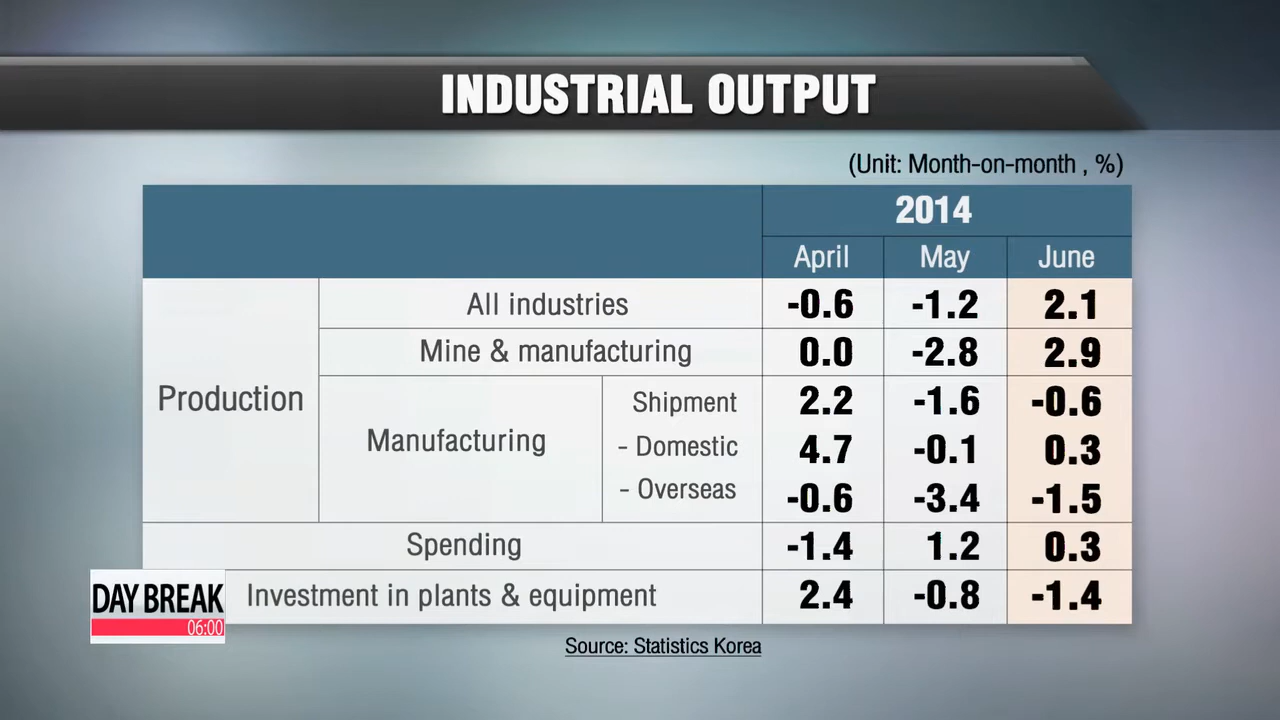 INDUSTRIAL OUTPUT
(Unit: Month-on-month , %)
2014
April May June
All industries -0.6 -1.2 2.1
Mine & manufacturing 0.0 -2.8 2.9
Production
Manufacturing
Shipment 2.2 -1.6 -0.6
- Domestic 4.7 -0.1 0.3
- Overseas -0.6 -3.4 -1.5
Spending -1.4 1.2 0.3
Investment in plants & equipment 2.4 -0.8 -1.4
DAY BREAK
06:00
Source: Statistics Korea